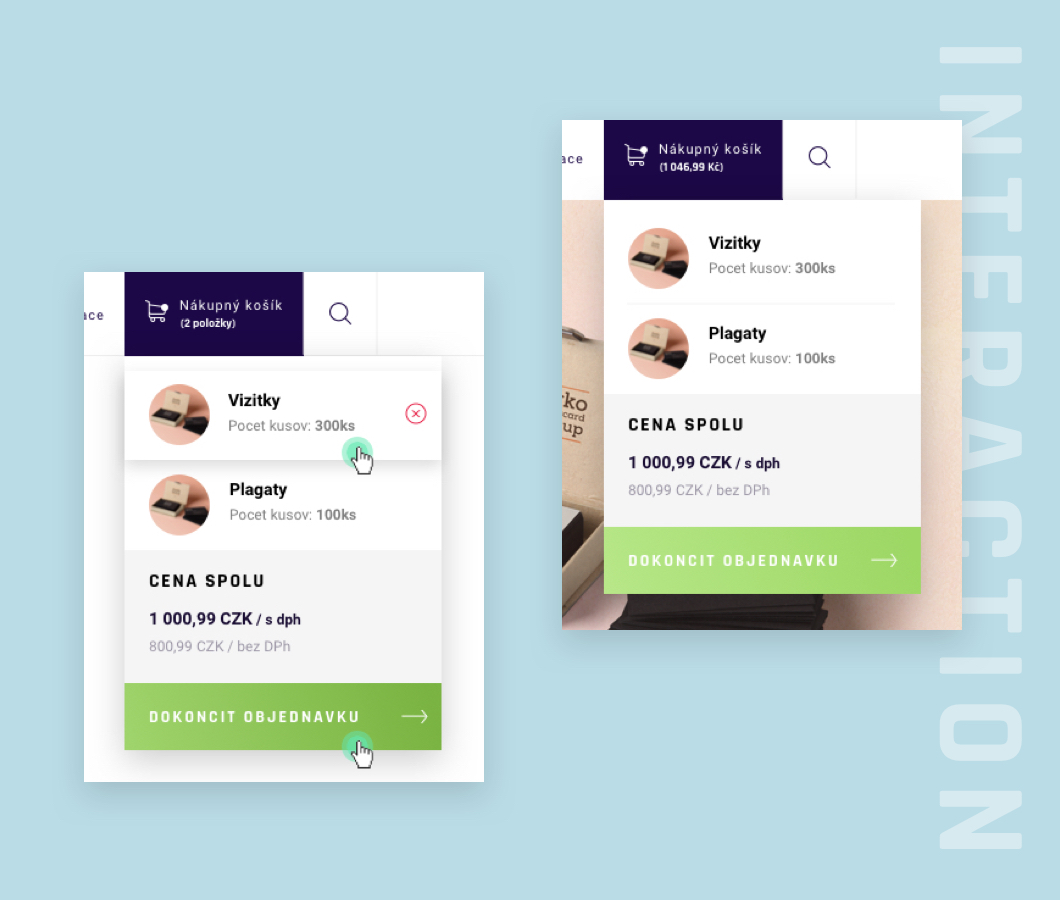 ace
Nákupný košík
(2 položky)
Vizitky
Pocet kusov: 300ks
Plagaty
Pocet kusov: 100ks
CENA SPOLU
1 000,99 CZK / s dph
800,99 CZK / bez DPh
DOKONCIT OBJEDNAVKU
ace
Nákupný košík
(1 046,99 Kč)
Vizitky
Pocet kusov: 300ks
Plagaty
Pocet kusov: 100ks
CENA SPOLU
1 000,99 CZK / s dph
800,99 CZK / bez DPh
DOKONCIT OBJEDNAVKU
ko
card
up
INTERACTION